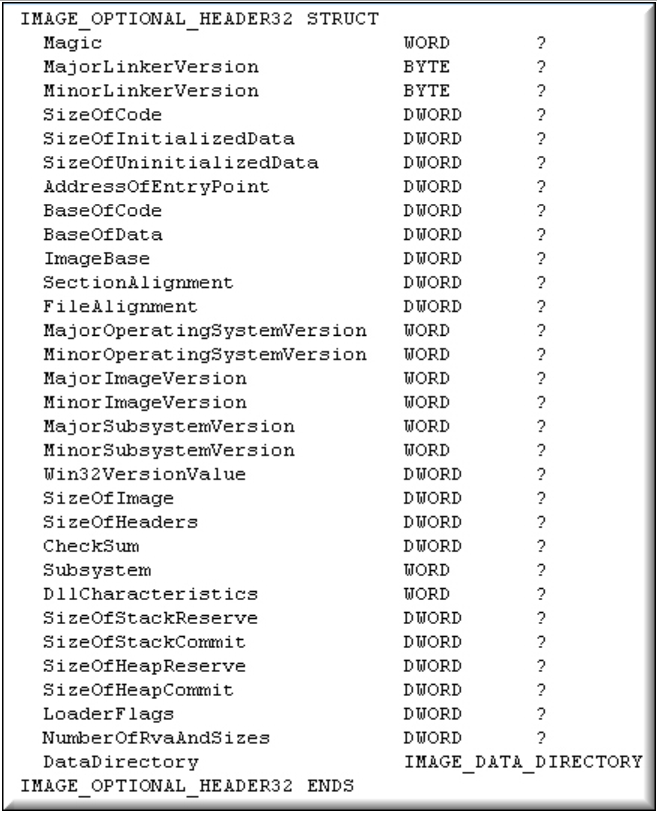 IMAGE_OPTIONAL_HEADER32 STRUCT
Magic WORD ?
MajorLinkerVersion BYTE ?
MinorLinkerVersion BYTE ?
SizeOfCode DWORD ?
SizeOfInitializedData DWORD ?
SizeOfUninitializedData DWORD ?
AddressOfEntryPoint DWORD ?
BaseOfCode DWORD ?
BaseOfData DWORD ?
ImageBase DWORD ?
SectionAlignment DWORD ?
FileAlignment DWORD ?
MajorOperatingSystemVersion WORD ?
MinorOperatingSystemVersion WORD ?
MajorImageVersion WORD ?
MinorImageVersion WORD ?
MajorSubsystemVersion WORD ?
MinorSubsystemVersion WORD ?
Win32VersionValue DWORD ?
SizeOfImage DWORD ?
SizeOfHeaders DWORD ?
CheckSum DWORD ?
Subsystem WORD ?
DllCharacteristics WORD ?
SizeOfStackReserve DWORD ?
SizeOfStackCommit DWORD ?
SizeOfHeapReserve DWORD ?
SizeOfHeapCommit DWORD ?
LoaderFlags DWORD ?
NumberOfRvaAndSizes DWORD ?
DataDirectory IMAGE_DATA_DIRECTORY
IMAGE_OPTIONAL_HEADER32 ENDS